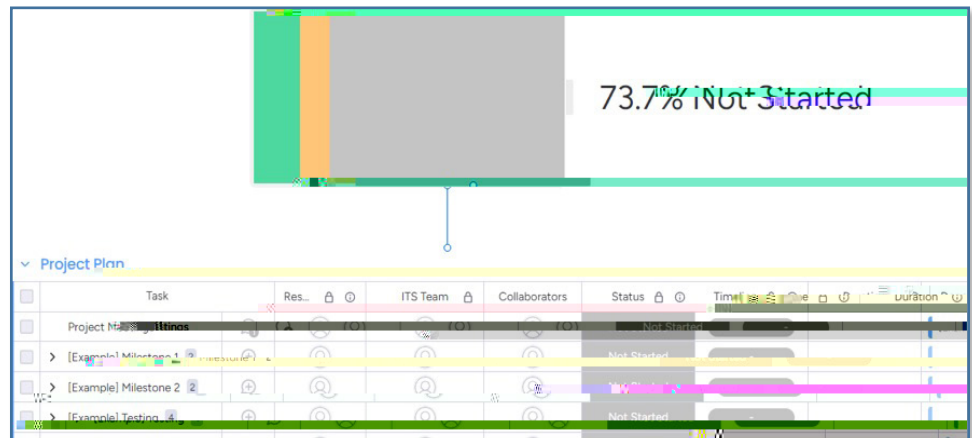 73.7% Not Started
Project Plan
Task Res... ITS Team Collaborators Status Duration
Project Not Started
[Example] Milestone 1 2 Not Started
[Example] Milestone 2 2
[Example] Testing 4 Not Started